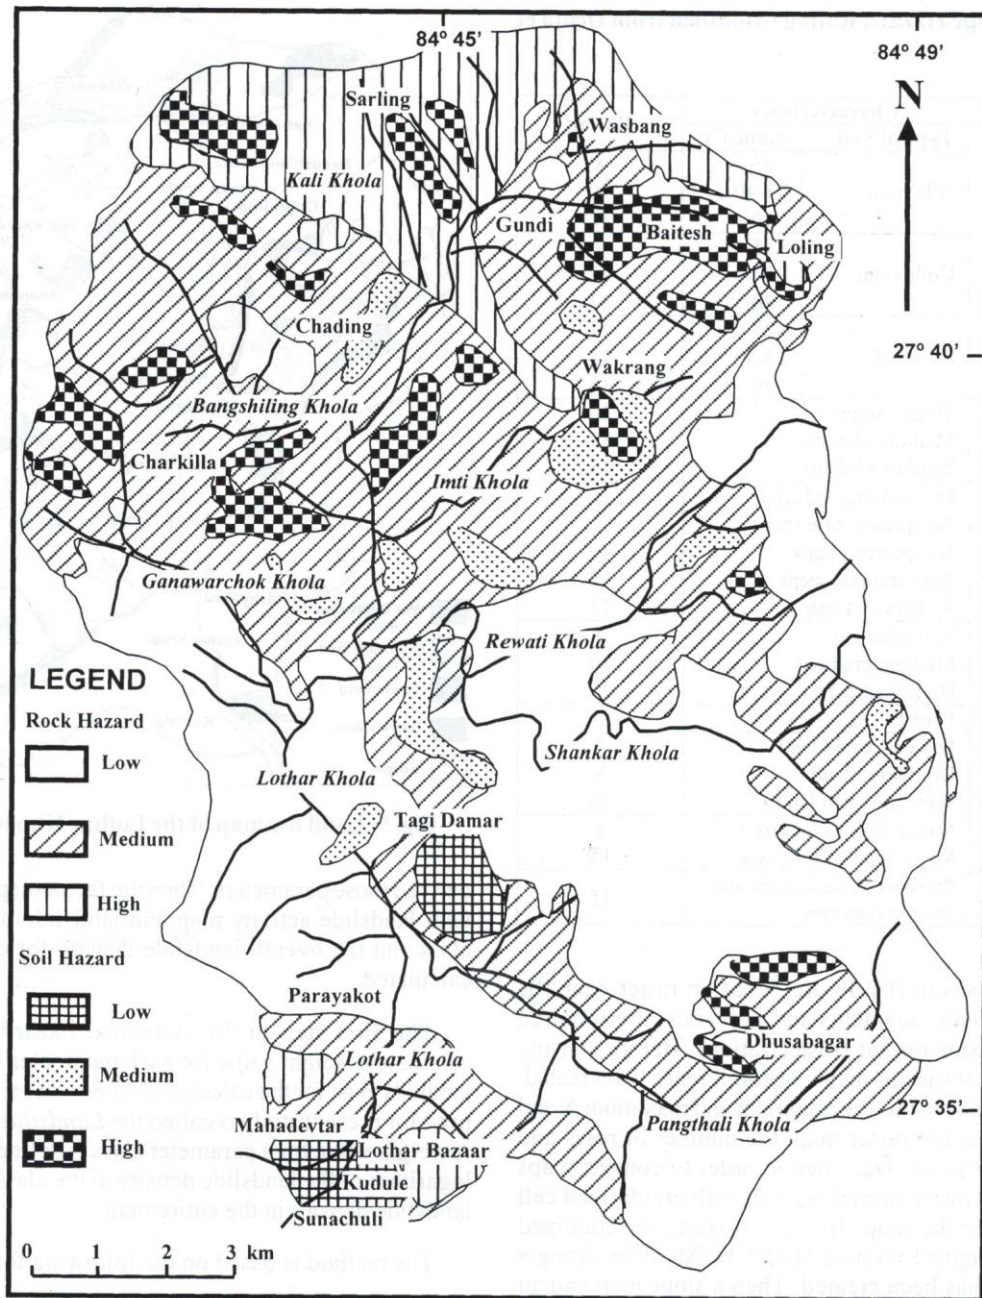 84° 45'
84° 49'
N
Sarling
Wasbang
Kali Khola
Gundi
Baitesh
Loling
Chading
27° 40'
Wakrang
Bangshiling Khola
Charkilla
Imti Khola
Ganawarchok Khola
Rewati Khola
LEGEND
Rock Hazard
Low
Medium
High
Soil Hazard
Low
Medium
High
Shankar Khola
Lothar Khola
Tagi Damar
Parayakot
Dhusabagar
Lothar Khola
27° 35'
Pangthali Khola
Mahadevtar
Lothar Bazaar
Kudule
Sunachuli
0 1 2 3 km